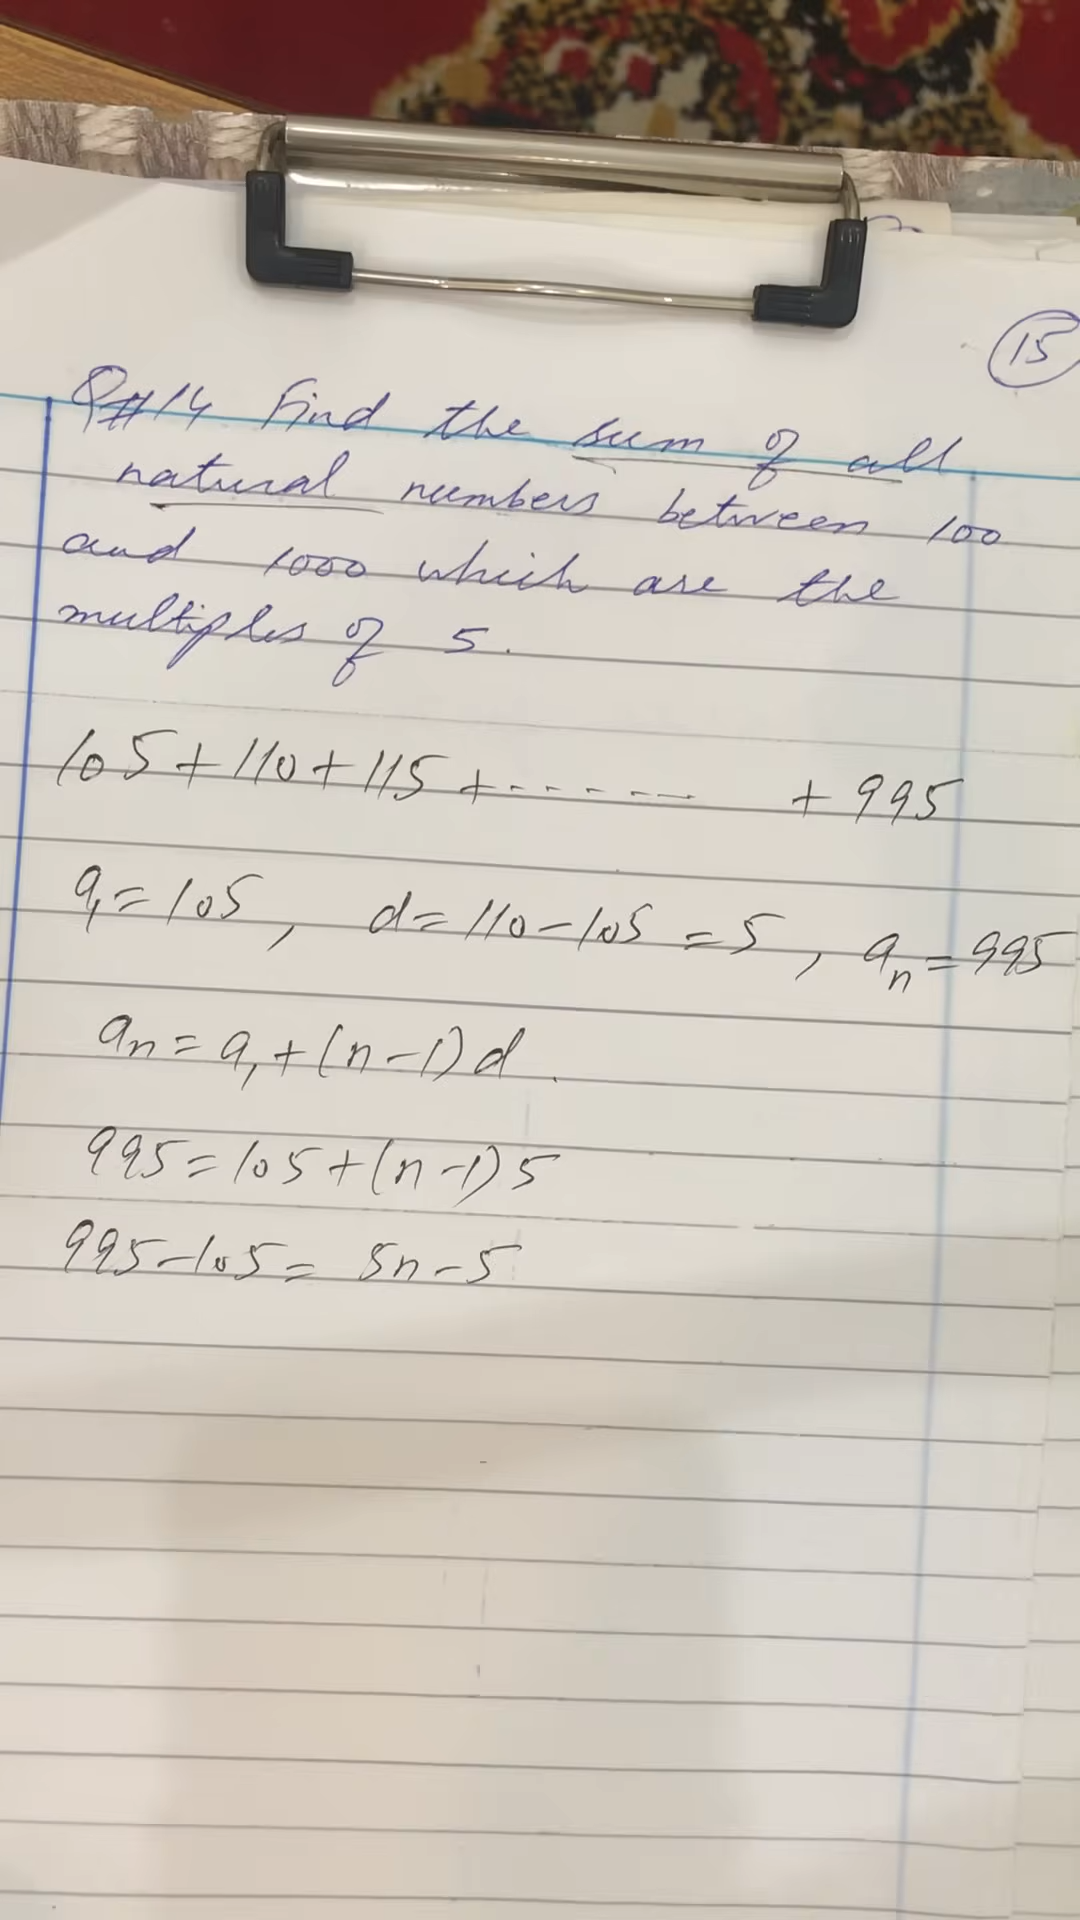 15
Q#14 Find the sum of all
natural numbers between 100
and 1000 which are the
multiples of 5.
105+110+115+------ +995
a₁=105, d=110-105=5, aₙ=995
aₙ=a₁+(n-1)d.
995=105+(n-1)5
995-105= 5n-5